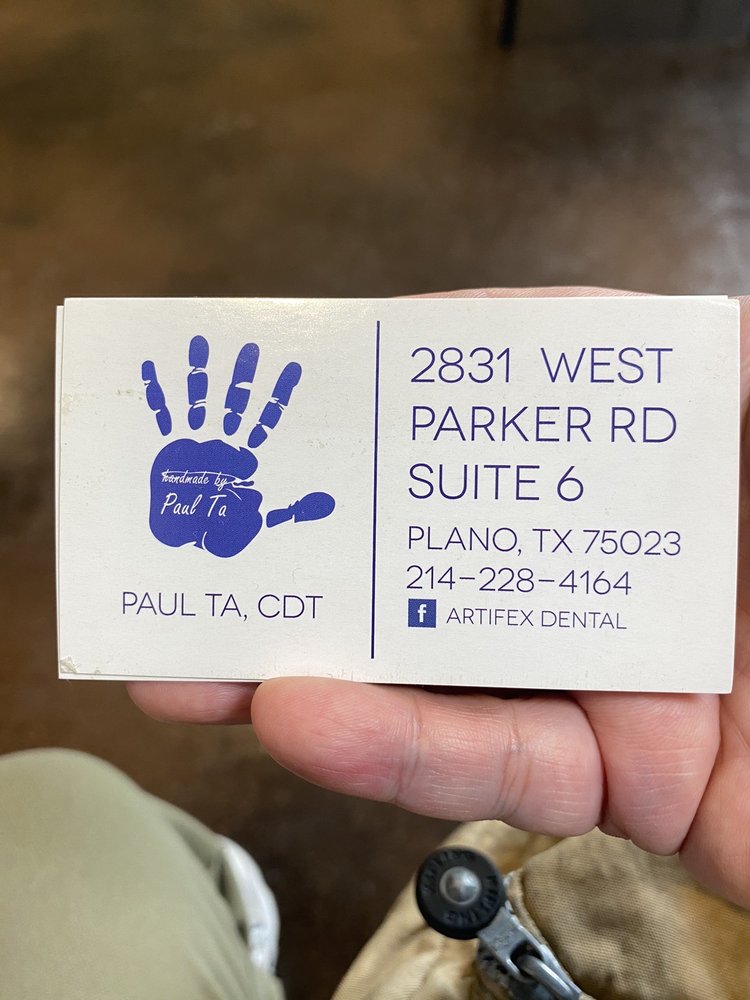 handmade by
Paul Ta
PAUL TA, CDT
2831 WEST
PARKER RD
SUITE 6
PLANO, TX 75023
214-228-4164
f ARTIFEX DENTAL